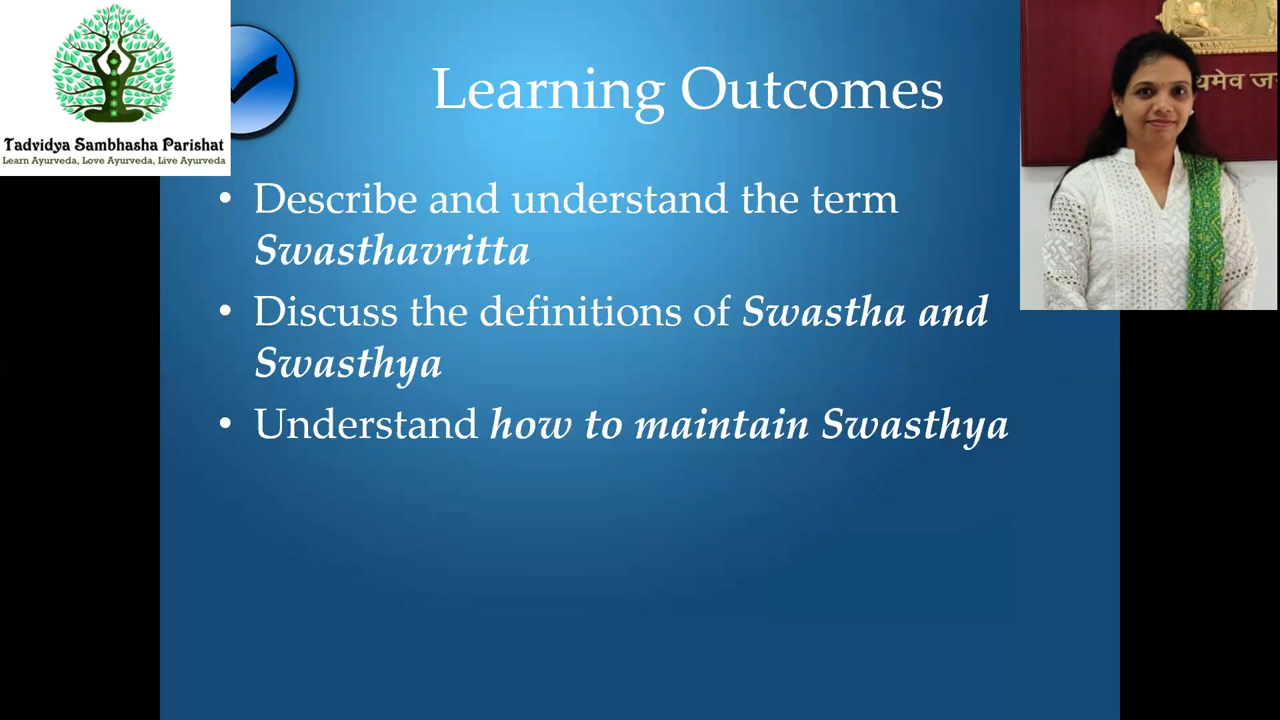 Tadvidya Sambhasha Parishat
Learn Ayurveda, Love Ayurveda, Live Ayurveda
Learning Outcomes
• Describe and understand the term
Swasthavritta
• Discuss the definitions of Swastha and
Swasthya
• Understand how to maintain Swasthya